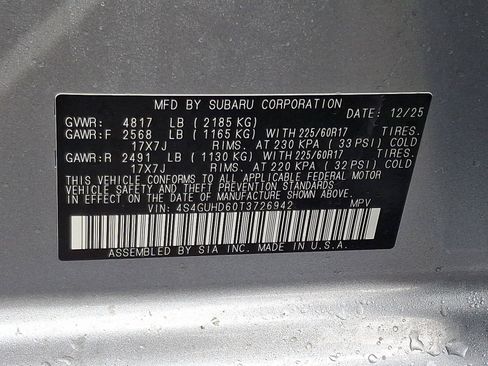 MFD BY SUBARU CORPORATION
GVWR: 4817 LB ( 2185 KG) DATE: 12/25
GAWR:F 2568 LB ( 1165 KG) WITH 225/60R17 TIRES.
17X7J RIMS. AT 230 KPA ( 33 PSI) COLD
GAWR:R 2491 LB ( 1130 KG) WITH 225/60R17 TIRES.
17X7J RIMS. AT 220 KPA ( 32 PSI) COLD
THIS VEHICLE CONFORMS TO ALL APPLICABLE FEDERAL MOTOR
VEHICLE SAFETY AND THEFT PREVENTION STANDARDS
IN EFFECT ON THE DATE OF MANUFACTURE SHOWN ABOVE.
VIN: 4S4GUHD60T3726942 MPV
ASSEMBLED BY SIA INC. MADE IN U.S.A.